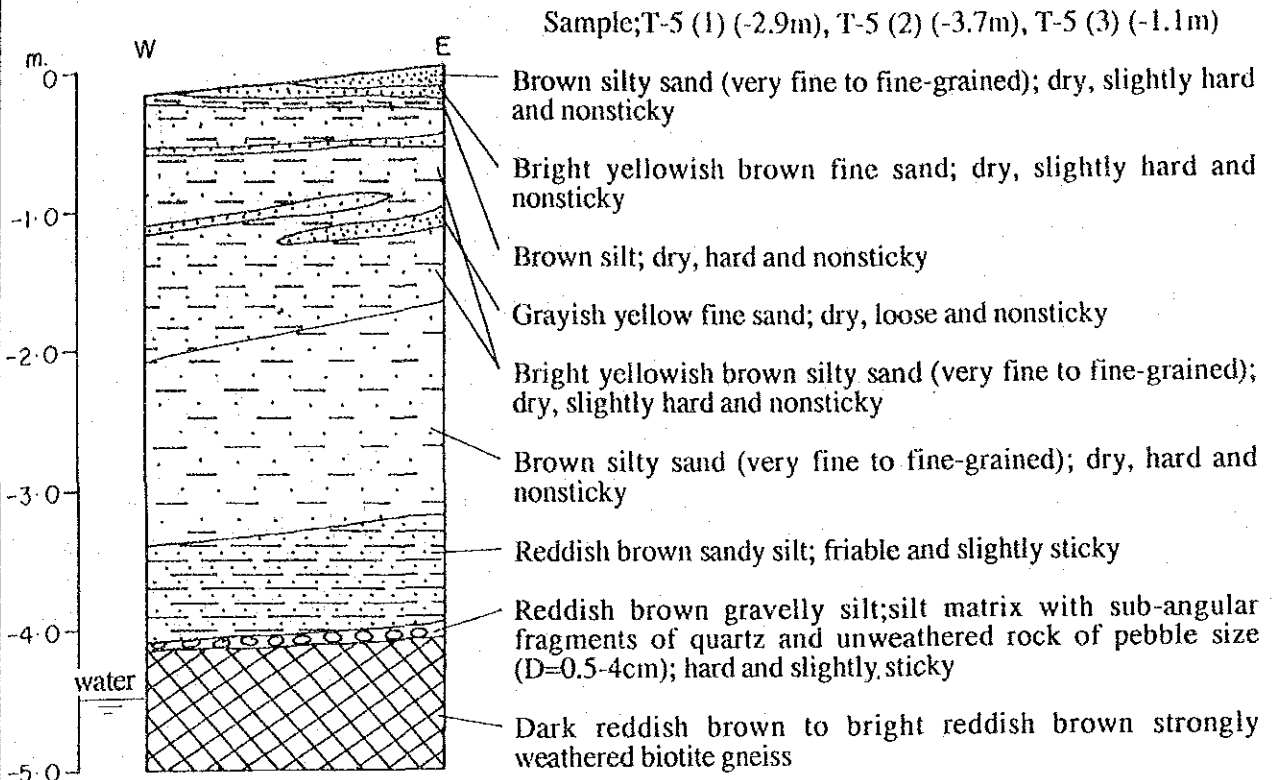 Sample;T-5 (1) (-2.9m), T-5 (2) (-3.7m), T-5 (3) (-1.1m)
m.
W
E
0
Brown silty sand (very fine to fine-grained); dry, slightly hard
and nonsticky
Bright yellowish brown fine sand; dry, slightly hard and
nonsticky
-1·0
Brown silt; dry, hard and nonsticky
Grayish yellow fine sand; dry, loose and nonsticky
-2·0
Bright yellowish brown silty sand (very fine to fine-grained);
dry, slightly hard and nonsticky
Brown silty sand (very fine to fine-grained); dry, hard and
nonsticky
-3·0
Reddish brown sandy silt; friable and slightly sticky
Reddish brown gravelly silt;silt matrix with sub-angular
fragments of quartz and unweathered rock of pebble size
(D=0.5-4cm); hard and slightly sticky
-4·0
water
Dark reddish brown to bright reddish brown strongly
weathered biotite gneiss
-5·0